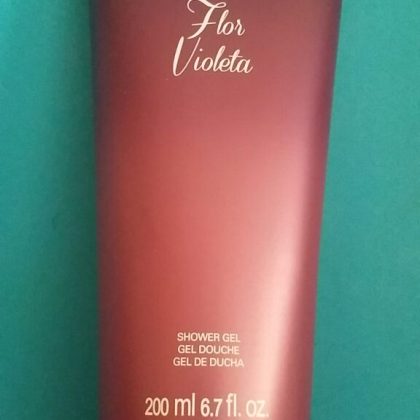 Flor
Violeta
SHOWER GEL
GEL DOUCHE
GEL DE DUCHA
200 ml 6.7 fl. oz.